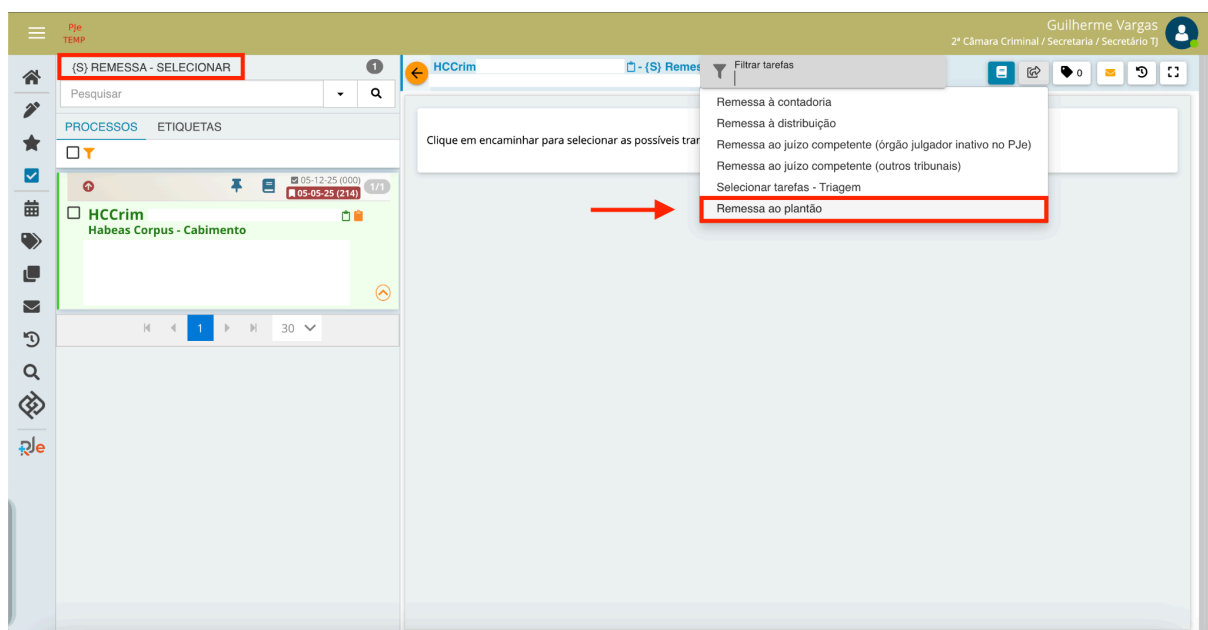 PJe
TEMP
Guilherme Vargas
2ª Câmara Criminal / Secretaria / Secretário TJ
{S} REMESSA - SELECIONAR
1
Pesquisar
PROCESSOS ETIQUETAS
05-12-25 (000)
05-05-25 (214)
1/1
HCCrim
Habeas Corpus - Cabimento
1
30
HCCrim
- {S} Remes
Filtrar tarefas
0
Clique em encaminhar para selecionar as possíveis tran
Remessa à contadoria
Remessa à distribuição
Remessa ao juízo competente (órgão julgador inativo no PJe)
Remessa ao juízo competente (outros tribunais)
Selecionar tarefas - Triagem
Remessa ao plantão
PJe